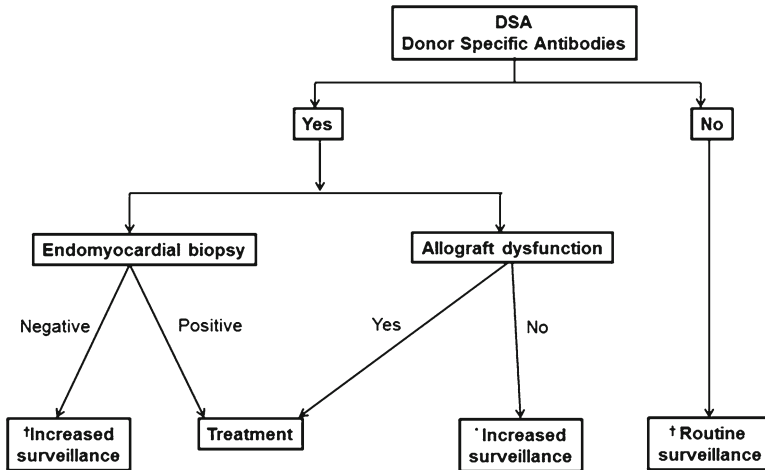 DSA
Donor Specific Antibodies
Yes
No
Endomyocardial biopsy
Allograft dysfunction
Negative
Positive
Yes
No
†Increased
surveillance
Treatment
*Increased
surveillance
† Routine
surveillance